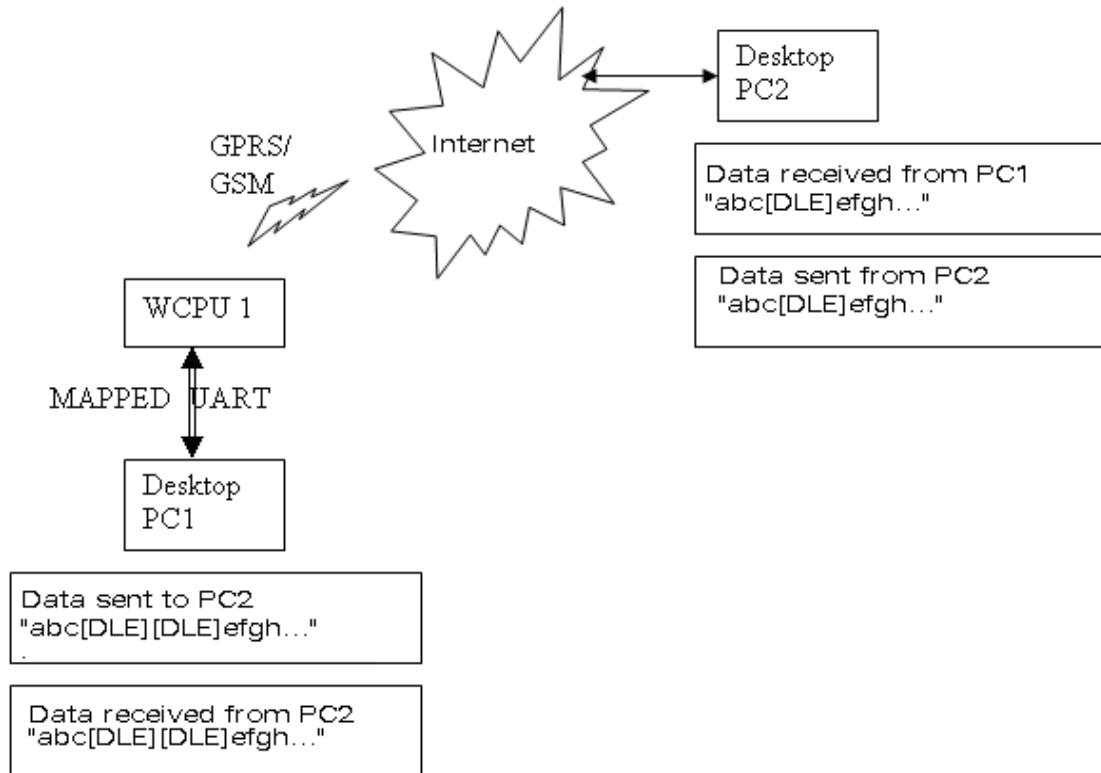 Desktop
PC2
Internet
GPRS/
GSM
Data received from PC1
"abc[DLE]efgh..."
Data sent from PC2
"abc[DLE]efgh..."
WCPU 1
MAPPED UART
Desktop
PC1
Data sent to PC2
"abc[DLE][DLE]efgh..."
.
Data received from PC2
"abc[DLE][DLE]efgh..."